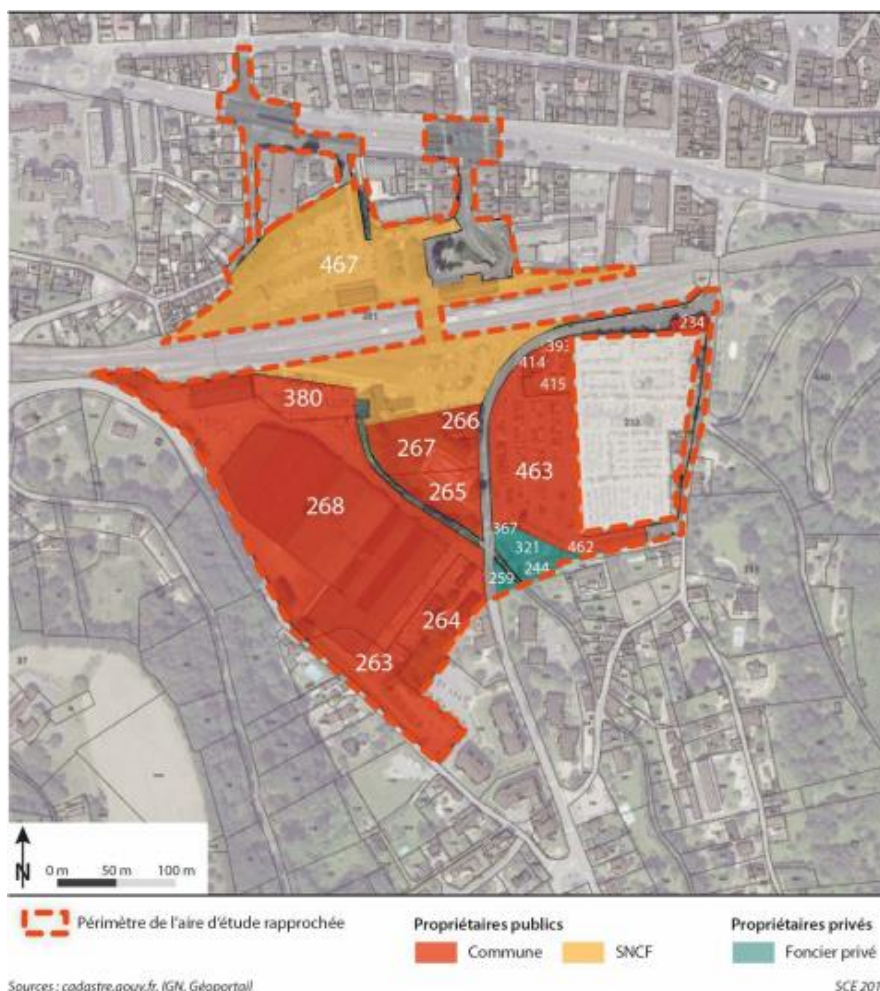 467
481
234
393
414
415
380
266
267
463
265
268
367
321
462
244
259
264
263
N
0 m 50 m 100 m
Périmètre de l'aire d'étude rapprochée
Propriétaires publics
Commune
SNCF
Propriétaires privés
Foncier privé
Sources : cadastre.gouv.fr, IGN, Géoportail
SCE 201